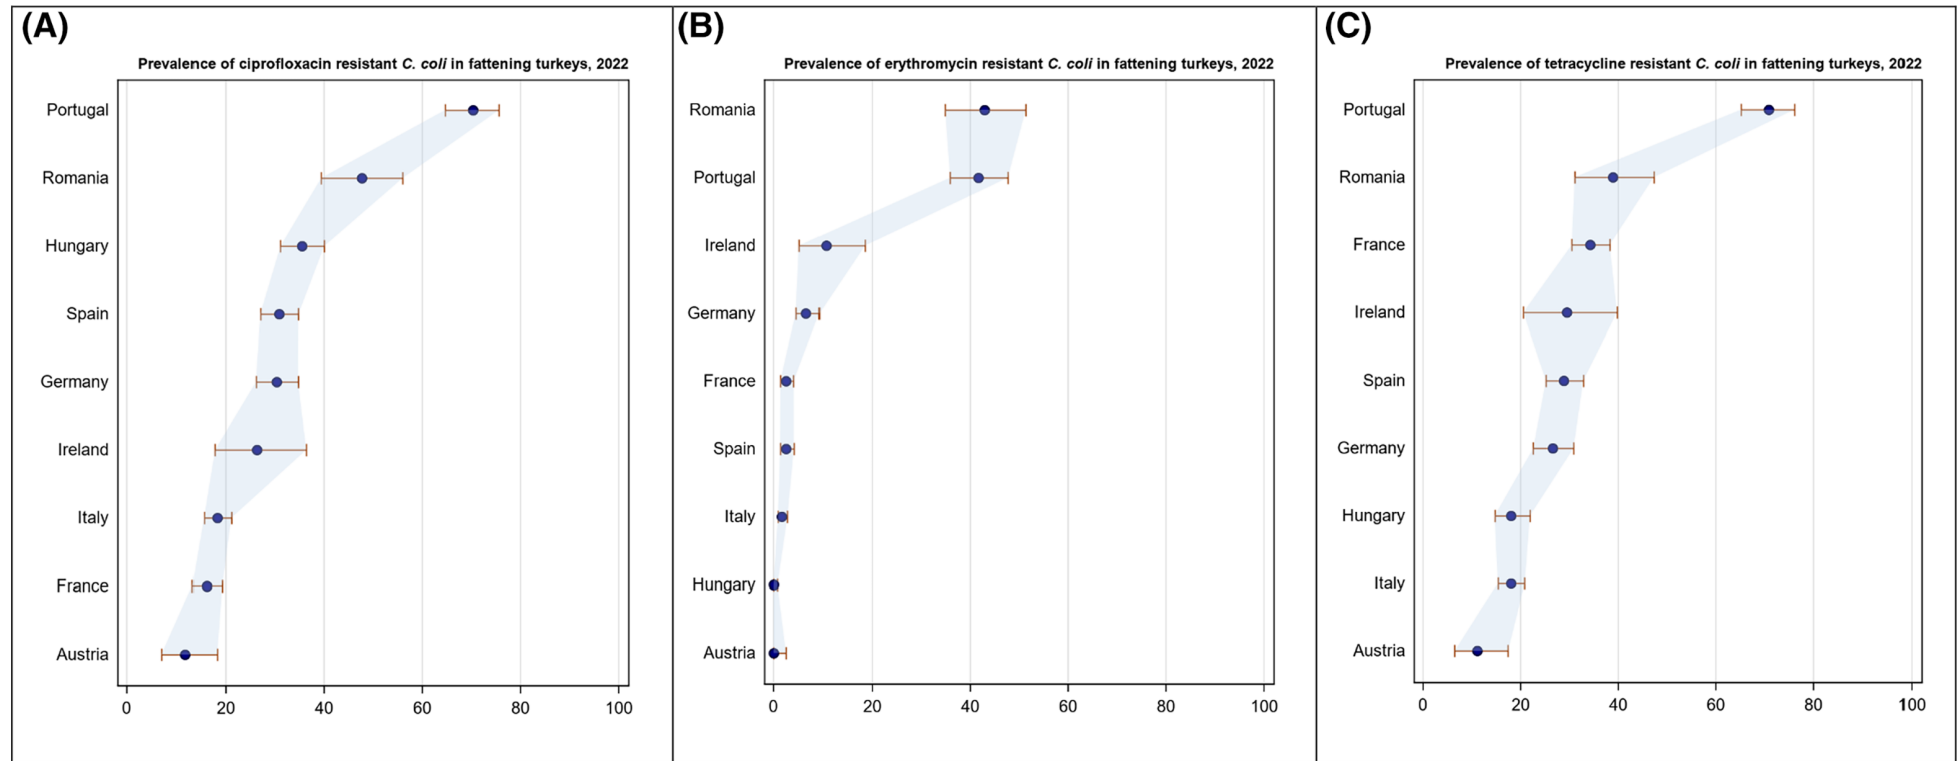 (A)
Prevalence of ciprofloxacin resistant C. coli in fattening turkeys, 2022
Portugal
Romania
Hungary
Spain
Germany
Ireland
Italy
France
Austria
0 20 40 60 80 100
(B)
Prevalence of erythromycin resistant C. coli in fattening turkeys, 2022
Romania
Portugal
Ireland
Germany
France
Spain
Italy
Hungary
Austria
0 20 40 60 80 100
(C)
Prevalence of tetracycline resistant C. coli in fattening turkeys, 2022
Portugal
Romania
France
Ireland
Spain
Germany
Hungary
Italy
Austria
0 20 40 60 80 100